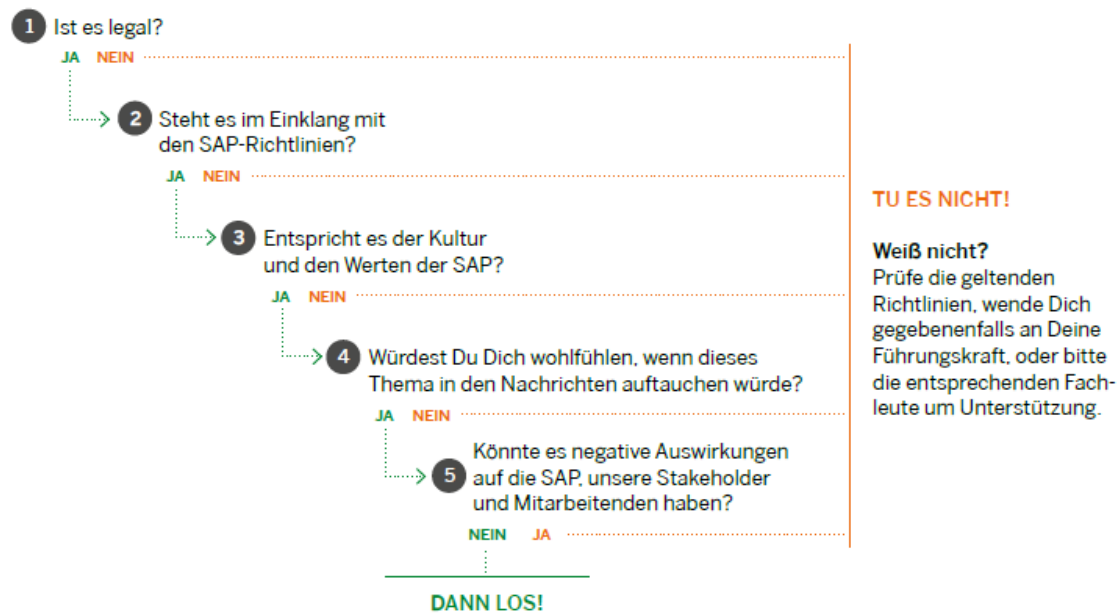 1 Ist es legal?
JA NEIN
2 Steht es im Einklang mit
den SAP-Richtlinien?
JA NEIN
3 Entspricht es der Kultur
und den Werten der SAP?
JA NEIN
4 Würdest Du Dich wohlfühlen, wenn dieses
Thema in den Nachrichten auftauchen würde?
JA NEIN
5 Könnte es negative Auswirkungen
auf die SAP, unsere Stakeholder
und Mitarbeitenden haben?
NEIN JA
DANN LOS!
TU ES NICHT!
Weiß nicht?
Prüfe die geltenden
Richtlinien, wende Dich
gegebenenfalls an Deine
Führungskraft, oder bitte
die entsprechenden Fach-
leute um Unterstützung.